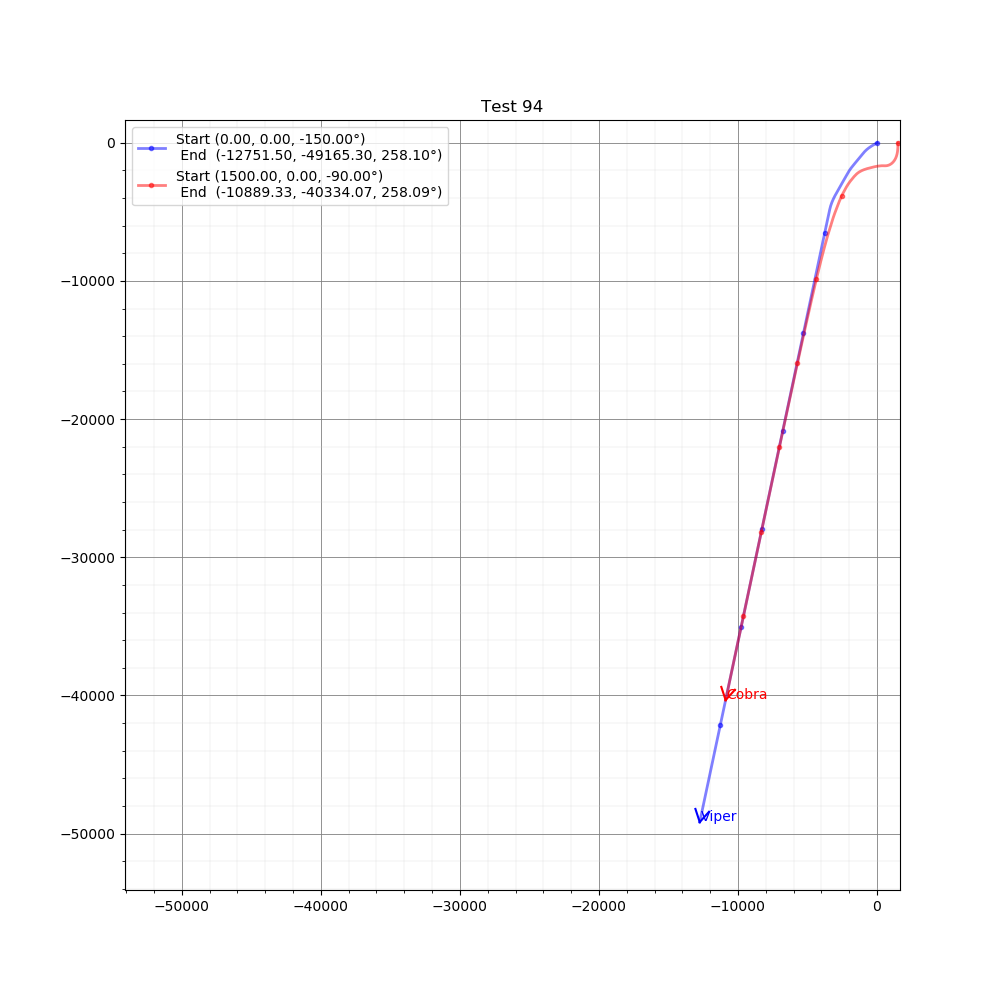 Test 94
Start (0.00, 0.00, -150.00°)
End (-12751.50, -49165.30, 258.10°)
Start (1500.00, 0.00, -90.00°)
End (-10889.33, -40334.07, 258.09°)
0
−10000
−20000
−30000
−40000
−50000
Cobra
Viper
−50000
−40000
−30000
−20000
−10000
0